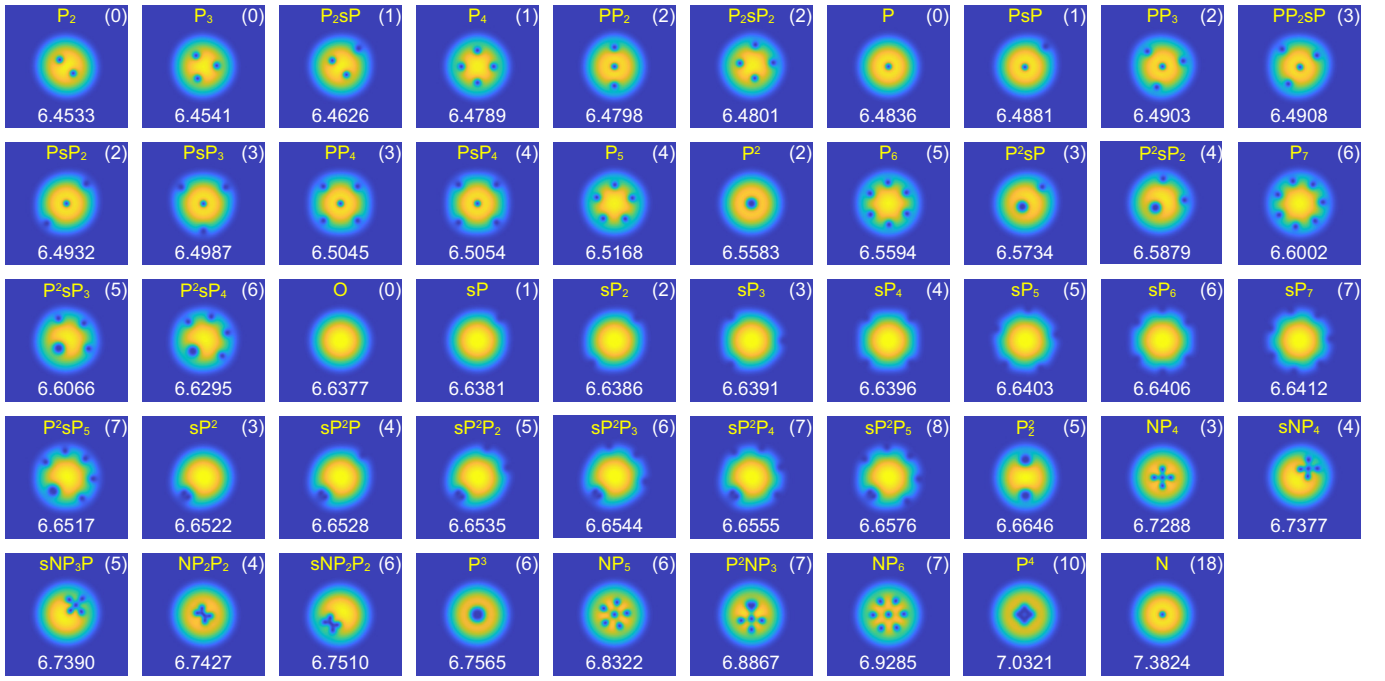 P₂ (0) P₃ (0) P₂sP (1) P₄ (1) PP₂ (2) P₂sP₂ (2) P (0) PsP (1) PP₃ (2) PP₂sP (3)
6.4533 6.4541 6.4626 6.4789 6.4798 6.4801 6.4836 6.4881 6.4903 6.4908
PsP₂ (2) PsP₃ (3) PP₄ (3) PsP₄ (4) P₅ (4) P² (2) P₆ (5) P²sP (3) P²sP₂ (4) P₇ (6)
6.4932 6.4987 6.5045 6.5054 6.5168 6.5583 6.5594 6.5734 6.5879 6.6002
P²sP₃ (5) P²sP₄ (6) O (0) sP (1) sP₂ (2) sP₃ (3) sP₄ (4) sP₅ (5) sP₆ (6) sP₇ (7)
6.6066 6.6295 6.6377 6.6381 6.6386 6.6391 6.6396 6.6403 6.6406 6.6412
P²sP₅ (7) sP² (3) sP²P (4) sP²P₂ (5) sP²P₃ (6) sP²P₄ (7) sP²P₅ (8) P²₂ (5) NP₄ (3) sNP₄ (4)
6.6517 6.6522 6.6528 6.6535 6.6544 6.6555 6.6576 6.6646 6.7288 6.7377
sNP₃P (5) NP₂P₂ (4) sNP₂P₂ (6) P³ (6) NP₅ (6) P²NP₃ (7) NP₆ (7) P⁴ (10) N (18)
6.7390 6.7427 6.7510 6.7565 6.8322 6.8867 6.9285 7.0321 7.3824